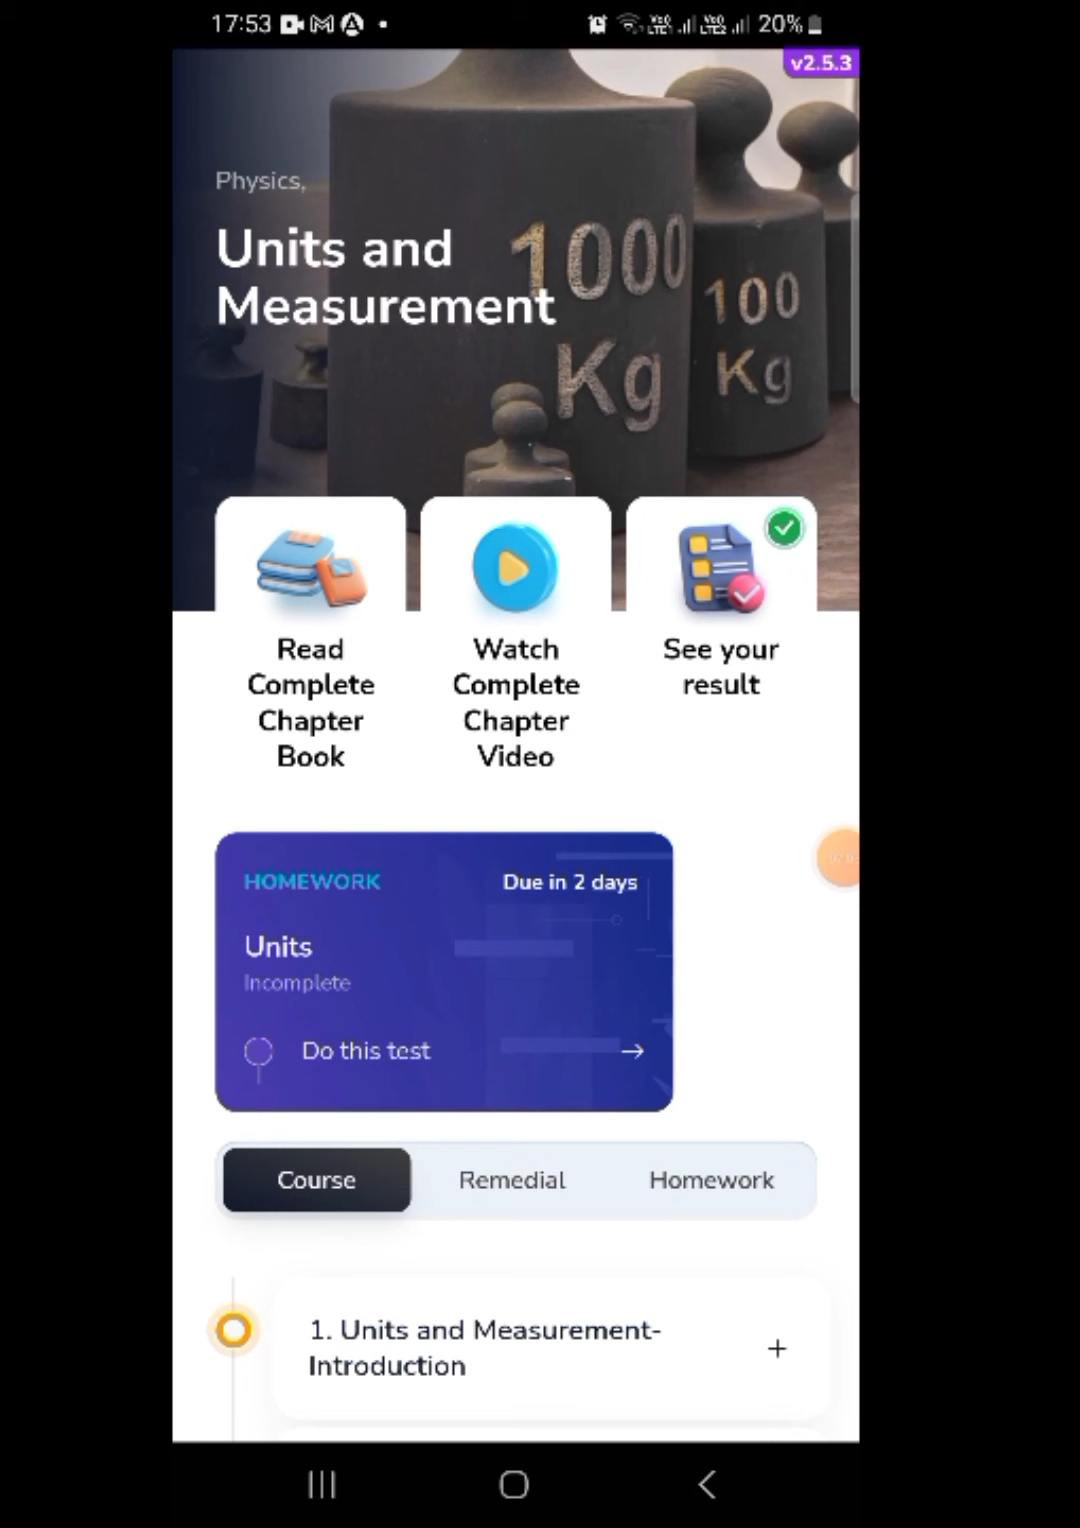 17:53
20%
v2.5.3
Physics,
Units and
Measurement
1000
Kg
100
Kg
Read
Complete
Chapter
Book
Watch
Complete
Chapter
Video
See your
result
HOMEWORK
Due in 2 days
Units
Incomplete
Do this test
Course
Remedial
Homework
1. Units and Measurement-
Introduction